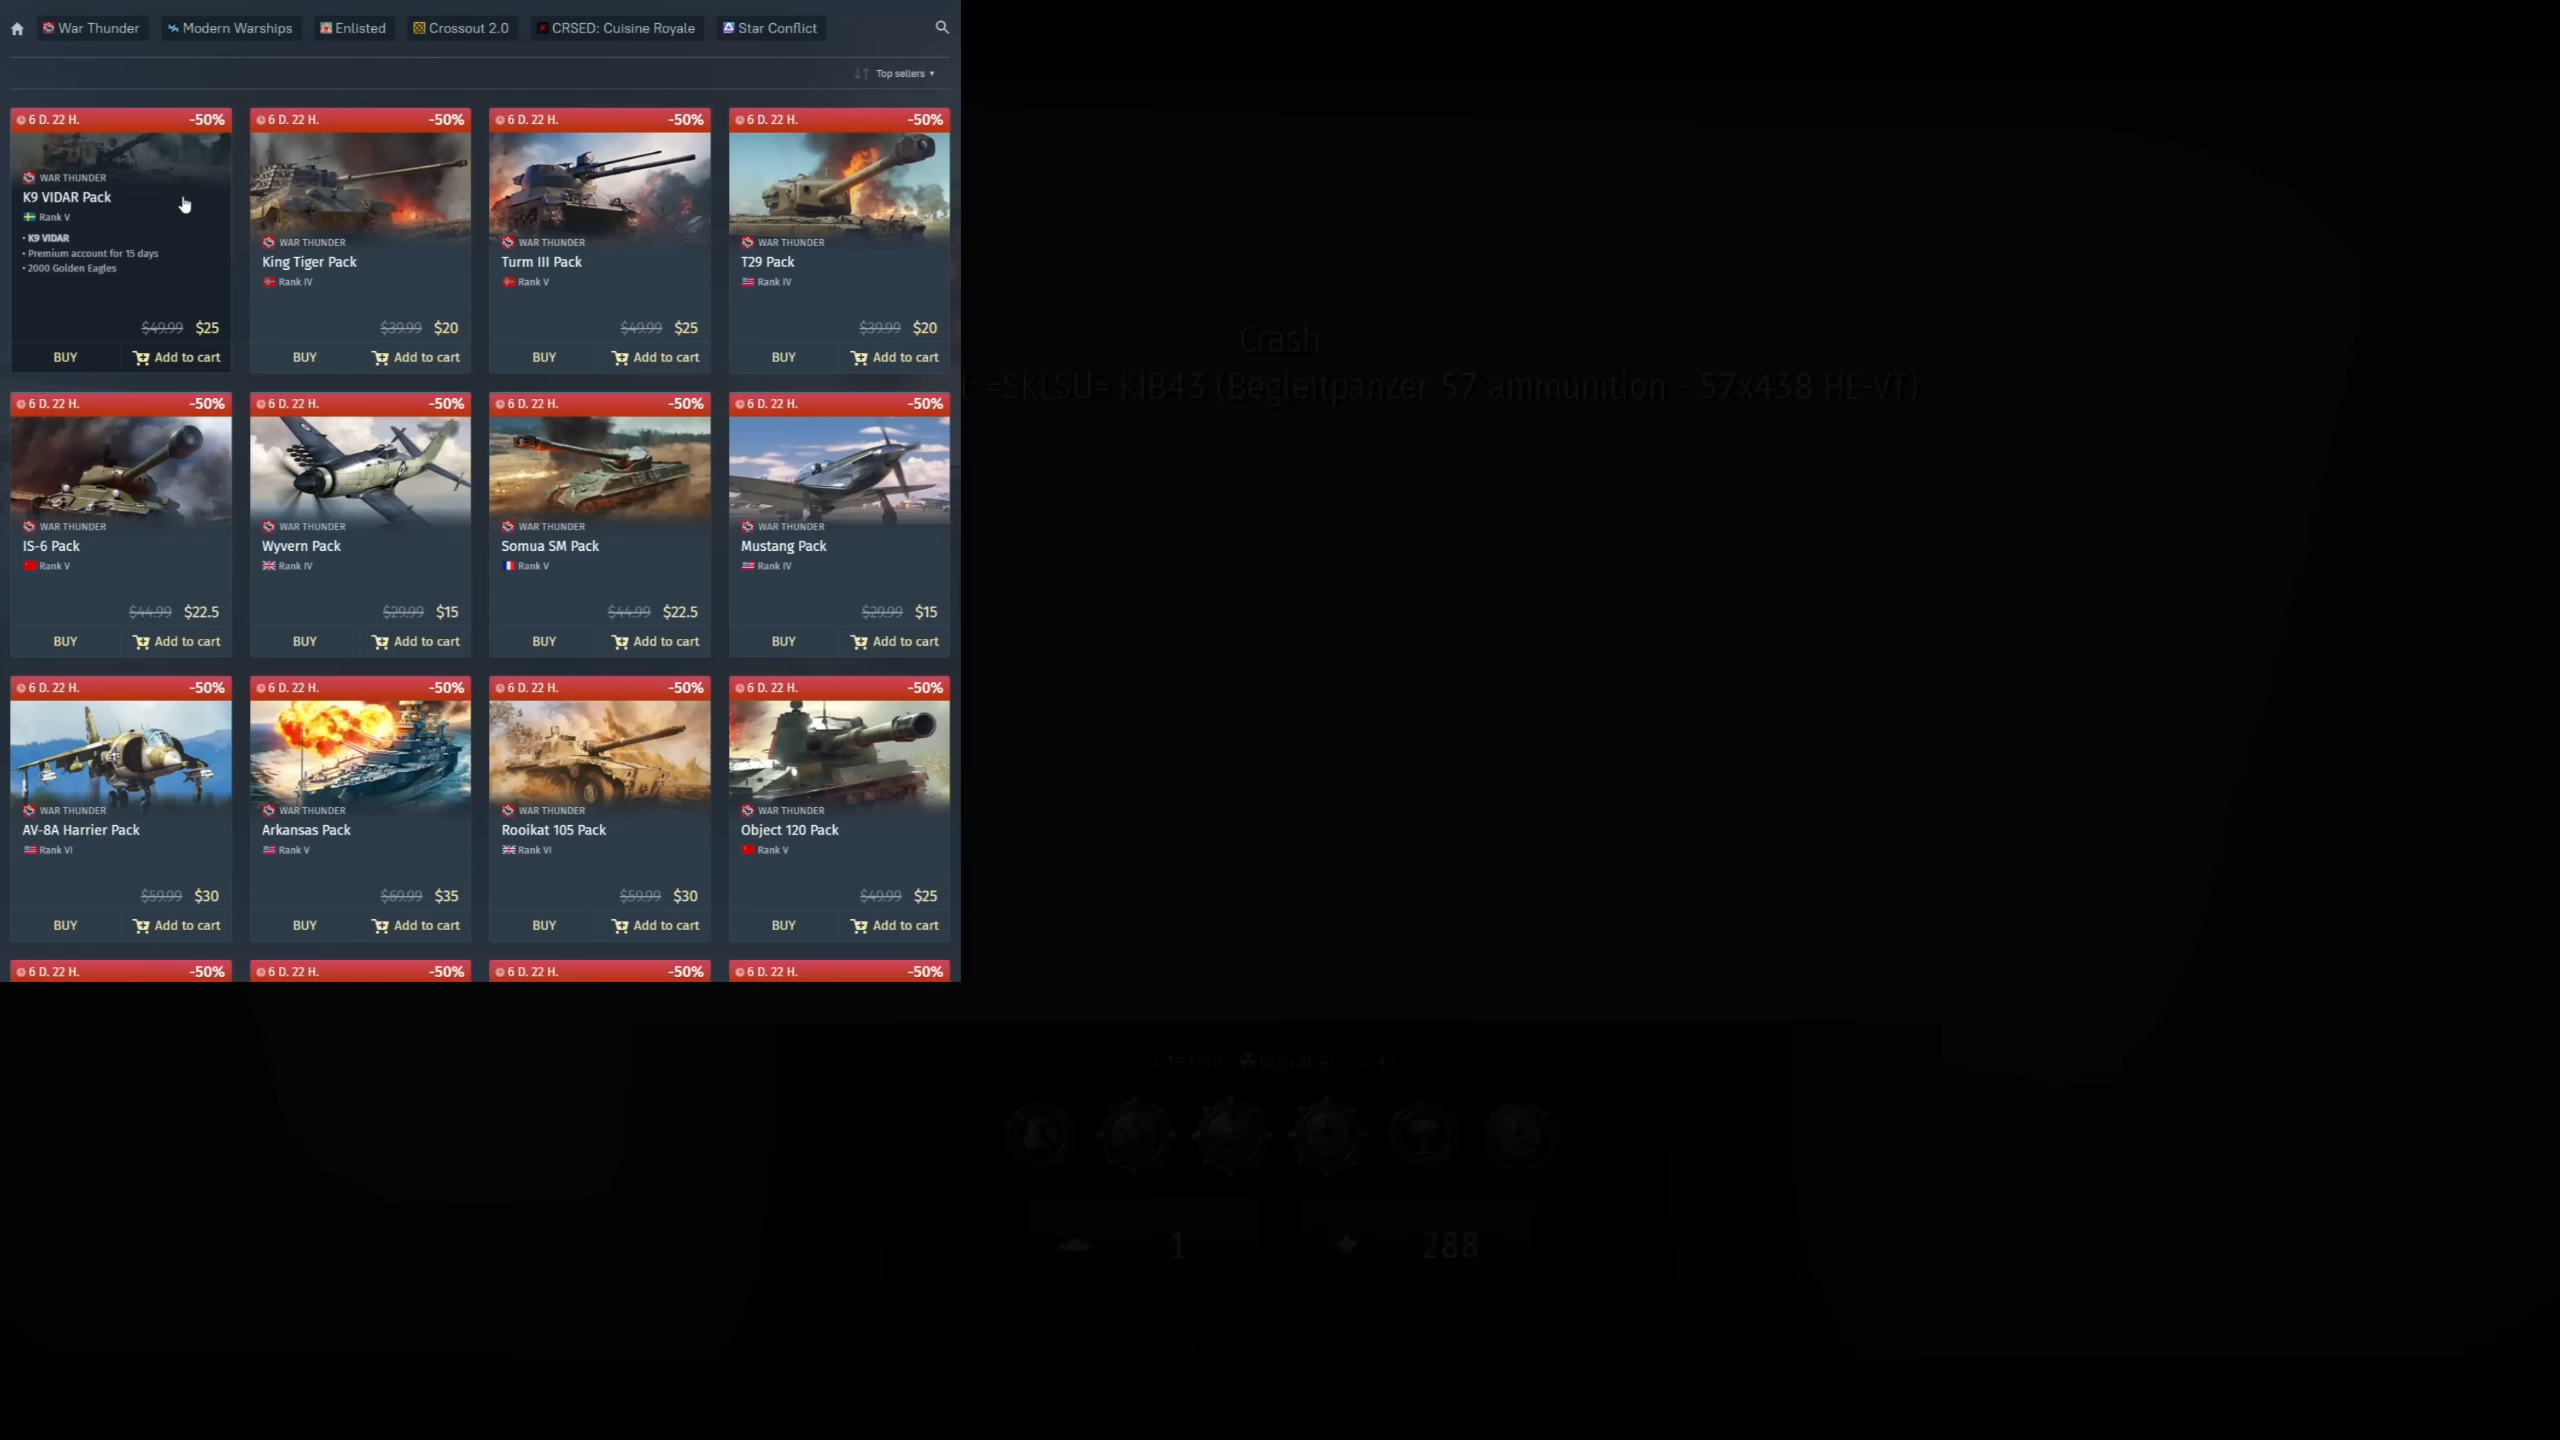 War Thunder
Modern Warships
Enlisted
Crossout 2.0
CRSED: Cuisine Royale
Star Conflict
Top sellers
6 D. 22 H. -50%
WAR THUNDER
K9 VIDAR Pack
Rank V
• K9 VIDAR
• Premium account for 15 days
• 2000 Golden Eagles
$49.99 $25
BUY Add to cart
6 D. 22 H. -50%
WAR THUNDER
King Tiger Pack
Rank IV
$39.99 $20
BUY Add to cart
6 D. 22 H. -50%
WAR THUNDER
Turm III Pack
Rank V
$49.99 $25
BUY Add to cart
6 D. 22 H. -50%
WAR THUNDER
T29 Pack
Rank IV
$39.99 $20
BUY Add to cart
6 D. 22 H. -50%
WAR THUNDER
IS-6 Pack
Rank V
$44.99 $22.5
BUY Add to cart
6 D. 22 H. -50%
WAR THUNDER
Wyvern Pack
Rank IV
$29.99 $15
BUY Add to cart
6 D. 22 H. -50%
WAR THUNDER
Somua SM Pack
Rank V
$44.99 $22.5
BUY Add to cart
6 D. 22 H. -50%
WAR THUNDER
Mustang Pack
Rank IV
$29.99 $15
BUY Add to cart
6 D. 22 H. -50%
WAR THUNDER
AV-8A Harrier Pack
Rank VI
$59.99 $30
BUY Add to cart
6 D. 22 H. -50%
WAR THUNDER
Arkansas Pack
Rank V
$69.99 $35
BUY Add to cart
6 D. 22 H. -50%
WAR THUNDER
Rooikat 105 Pack
Rank VI
$59.99 $30
BUY Add to cart
6 D. 22 H. -50%
WAR THUNDER
Object 120 Pack
Rank V
$49.99 $25
BUY Add to cart
6 D. 22 H. -50%
6 D. 22 H. -50%
6 D. 22 H. -50%
6 D. 22 H. -50%
Crash
=SKLSU= KIB43 (Begleitpanzer 57 ammunition - 57x438 HE-VT)
1
288